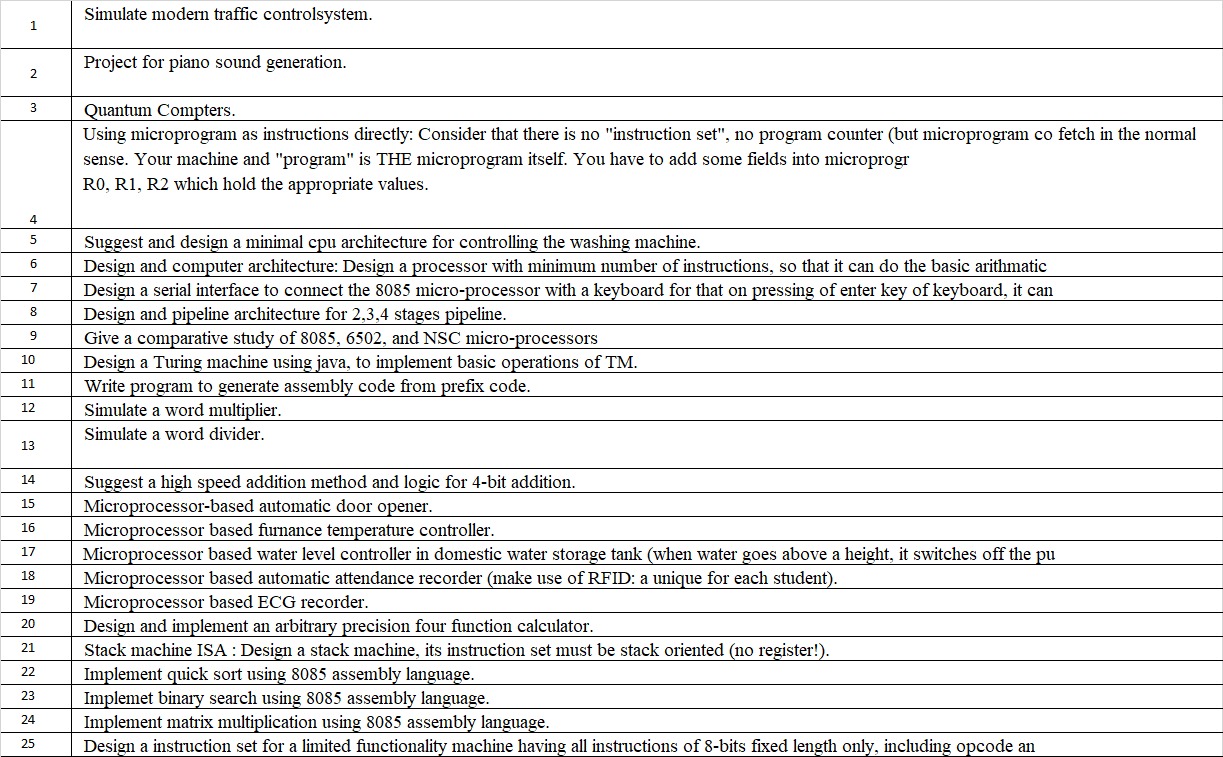 1 Simulate modern traffic controlsystem.
2 Project for piano sound generation.
3 Quantum Compters.
Using microprogram as instructions directly: Consider that there is no "instruction set", no program counter (but microprogram co fetch in the normal
sense. Your machine and "program" is THE microprogram itself. You have to add some fields into microprogr
R0, R1, R2 which hold the appropriate values.
4
5 Suggest and design a minimal cpu architecture for controlling the washing machine.
6 Design and computer architecture: Design a processor with minimum number of instructions, so that it can do the basic arithmatic
7 Design a serial interface to connect the 8085 micro-processor with a keyboard for that on pressing of enter key of keyboard, it can
8 Design and pipeline architecture for 2,3,4 stages pipeline.
9 Give a comparative study of 8085, 6502, and NSC micro-processors
10 Design a Turing machine using java, to implement basic operations of TM.
11 Write program to generate assembly code from prefix code.
12 Simulate a word multiplier.
13 Simulate a word divider.
14 Suggest a high speed addition method and logic for 4-bit addition.
15 Microprocessor-based automatic door opener.
16 Microprocessor based furnance temperature controller.
17 Microprocessor based water level controller in domestic water storage tank (when water goes above a height, it switches off the pu
18 Microprocessor based automatic attendance recorder (make use of RFID: a unique for each student).
19 Microprocessor based ECG recorder.
20 Design and implement an arbitrary precision four function calculator.
21 Stack machine ISA : Design a stack machine, its instruction set must be stack oriented (no register!).
22 Implement quick sort using 8085 assembly language.
23 Implemet binary search using 8085 assembly language.
24 Implement matrix multiplication using 8085 assembly language.
25 Design a instruction set for a limited functionality machine having all instructions of 8-bits fixed length only, including opcode an